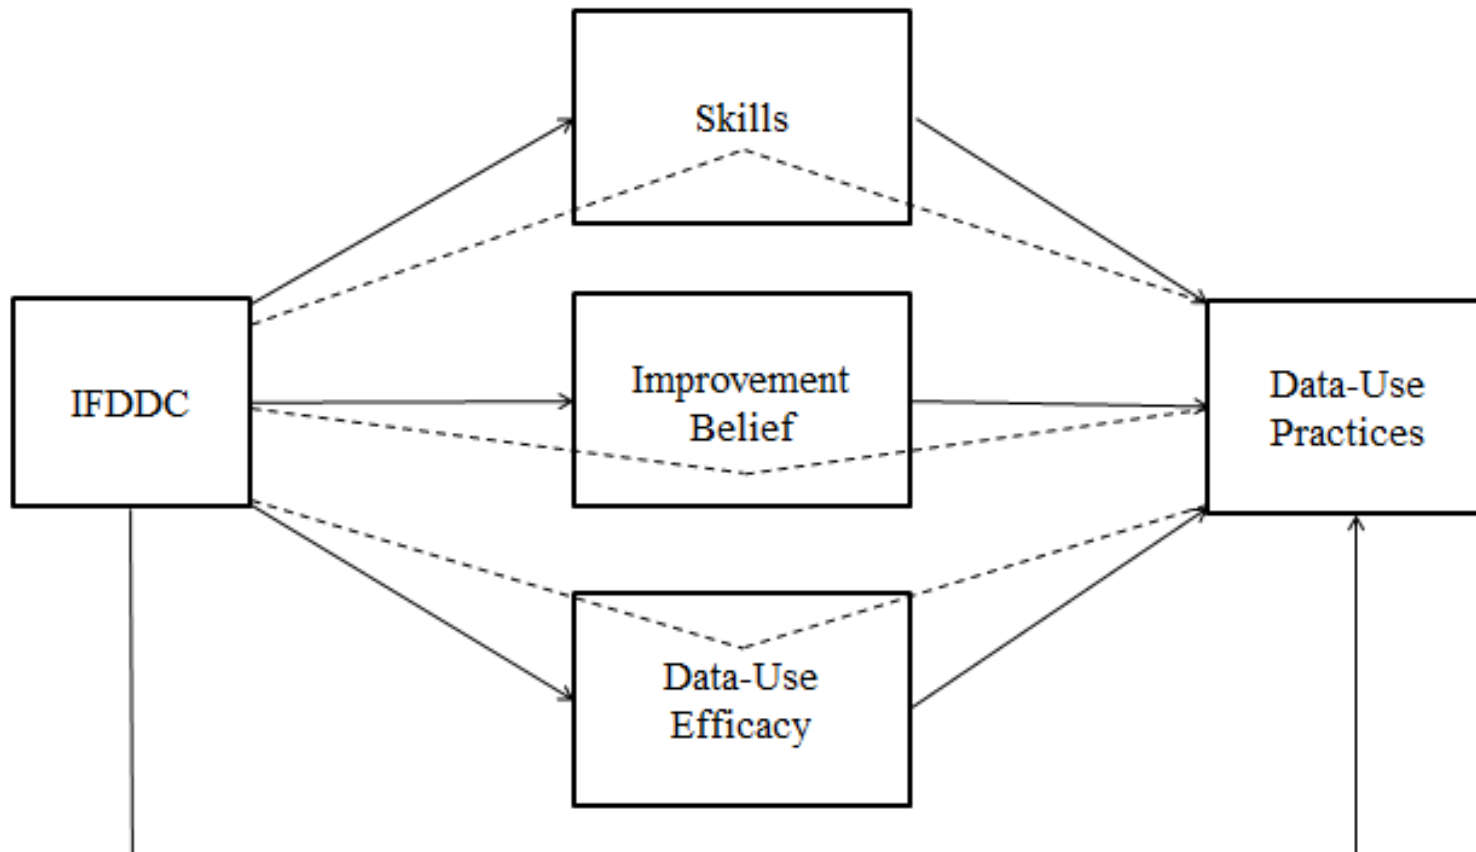 Skills
IFDDC
Improvement
Belief
Data-Use
Practices
Data-Use
Efficacy